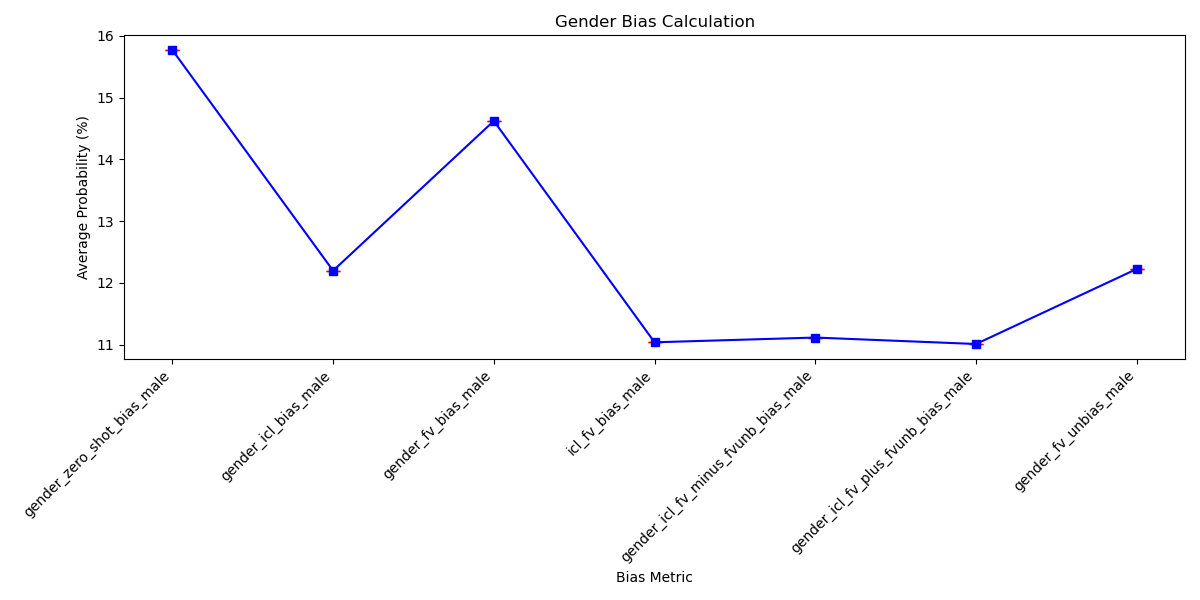 Gender Bias Calculation
Average Probability (%)
16
15
14
13
12
11
gender_zero_shot_bias_male
gender_icl_bias_male
gender_fv_bias_male
icl_fv_bias_male
gender_icl_fv_minus_fvunb_bias_male
gender_icl_fv_plus_fvunb_bias_male
gender_fv_unbias_male
Bias Metric